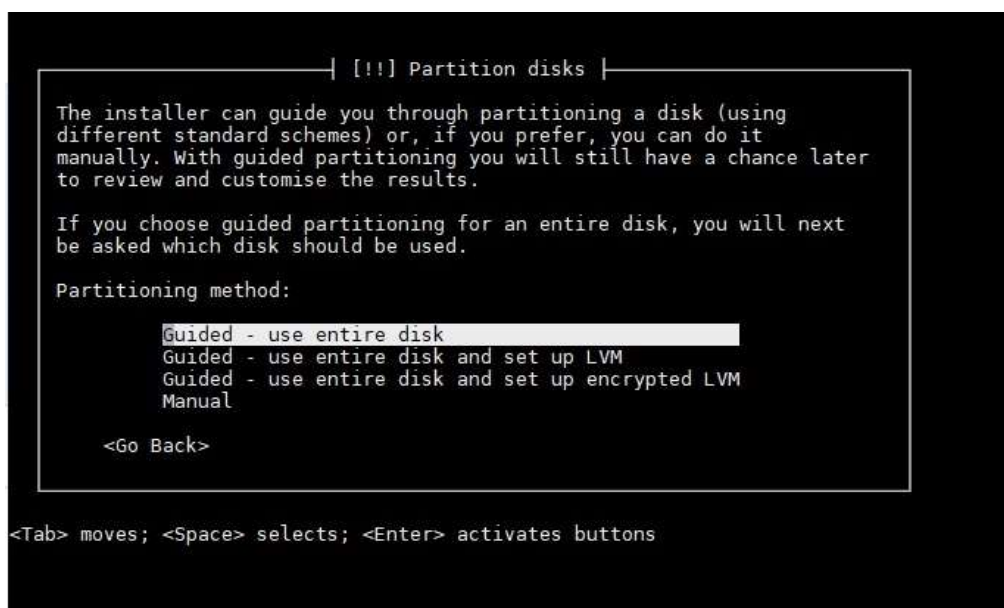 [!!] Partition disks
The installer can guide you through partitioning a disk (using
different standard schemes) or, if you prefer, you can do it
manually. With guided partitioning you will still have a chance later
to review and customise the results.
If you choose guided partitioning for an entire disk, you will next
be asked which disk should be used.
Partitioning method:
Guided - use entire disk
Guided - use entire disk and set up LVM
Guided - use entire disk and set up encrypted LVM
Manual
<Go Back>
<Tab> moves; <Space> selects; <Enter> activates buttons